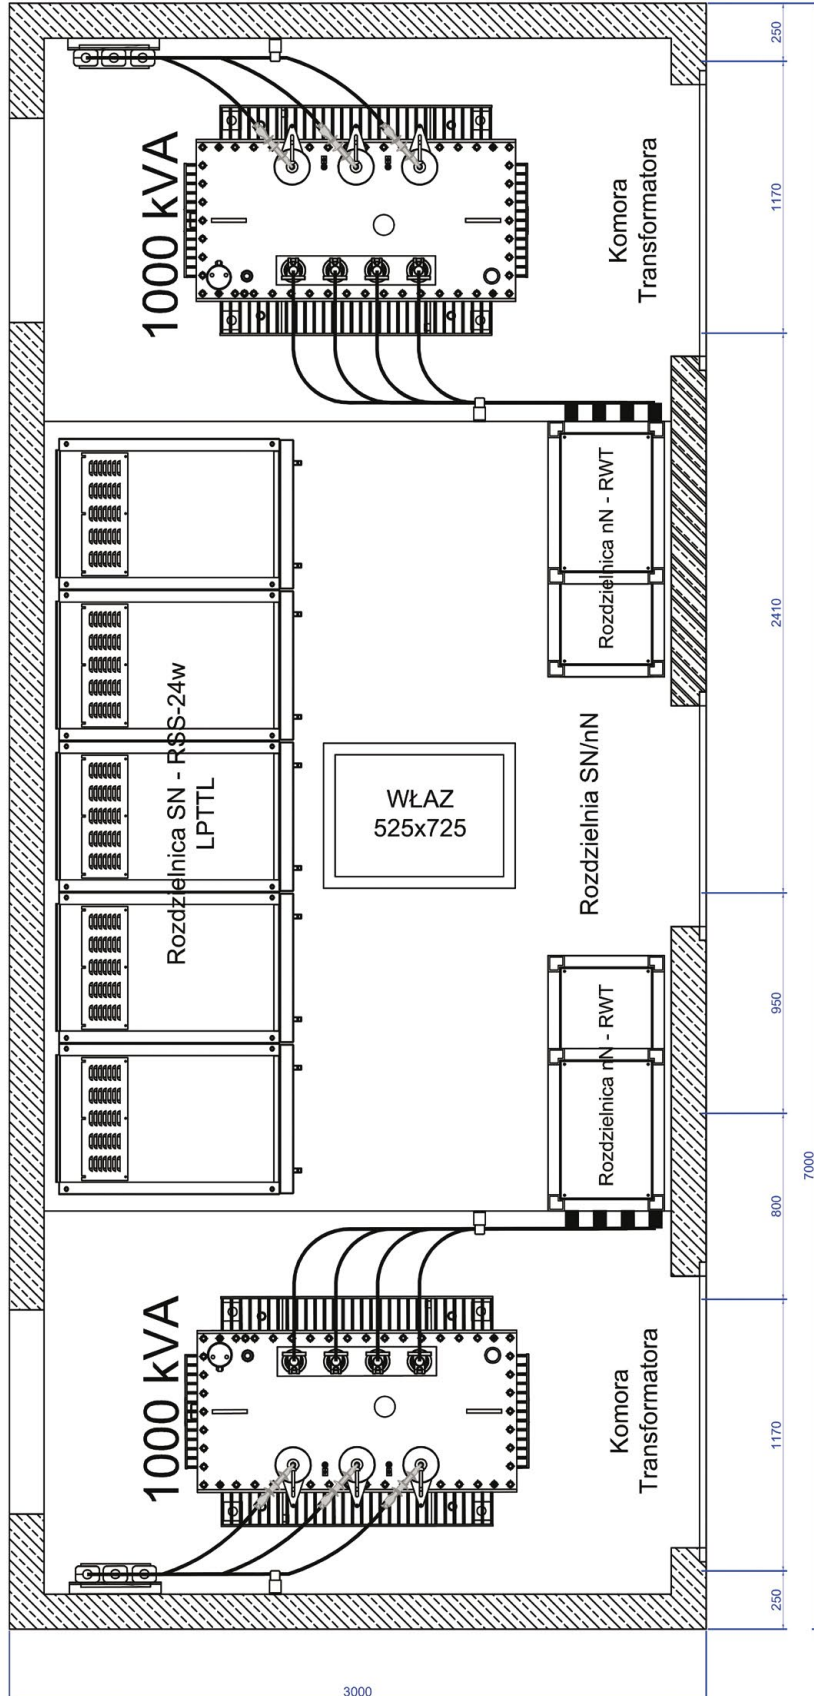 250
1000 kVA
Komora
Transformatora
1170
Rozdzielnica nN - RWT
2410
Rozdzielnica SN - RSS-24w
LPTTL
WŁAZ
525x725
Rozdzielnia SN/nN
950
Rozdzielnica nN - RWT
7000
800
1000 kVA
Komora
Transformatora
1170
250
3000